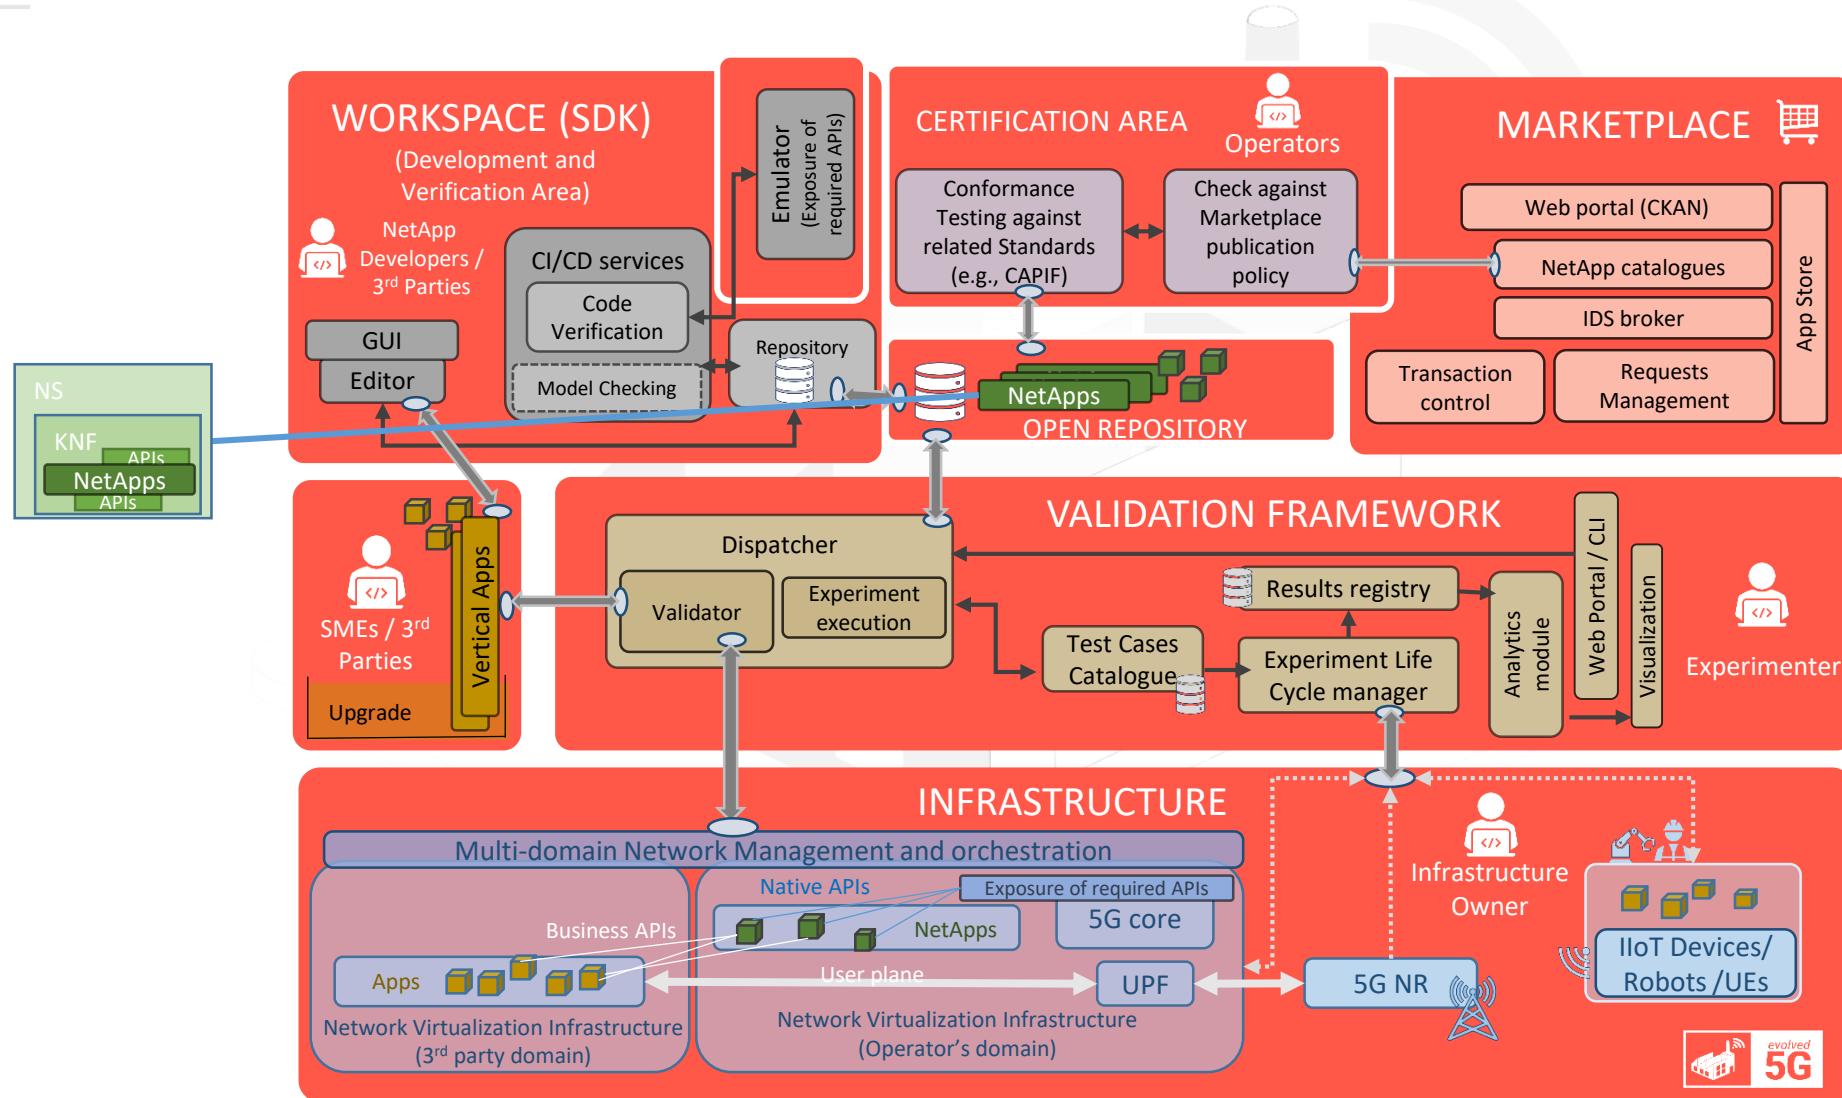 WORKSPACE (SDK)
(Development and
Verification Area)
NetApp
Developers /
3rd Parties
GUI
Editor
CI/CD services
Code
Verification
Model Checking
Emulator
(Exposure of
required APIs)
Repository
CERTIFICATION AREA
Operators
Conformance
Testing against
related Standards
(e.g., CAPIF)
Check against
Marketplace
publication
policy
MARKETPLACE
Web portal (CKAN)
NetApp catalogues
IDS broker
Transaction
control
Requests
Management
App Store
NetApps
OPEN REPOSITORY
NS
KNF
APIs
NetApps
APIs
SMEs / 3rd
Parties
Upgrade
Vertical Apps
VALIDATION FRAMEWORK
Dispatcher
Validator
Experiment
execution
Test Cases
Catalogue
Results registry
Experiment Life
Cycle manager
Analytics
module
Web Portal / CLI
Visualization
Experimenter
INFRASTRUCTURE
Multi-domain Network Management and orchestration
Native APIs
Exposure of required APIs
5G core
NetApps
Business APIs
Apps
User plane
UPF
5G NR
Network Virtualization Infrastructure
(3rd party domain)
Network Virtualization Infrastructure
(Operator's domain)
Infrastructure
Owner
IIoT Devices/
Robots /UEs
evolved
5G